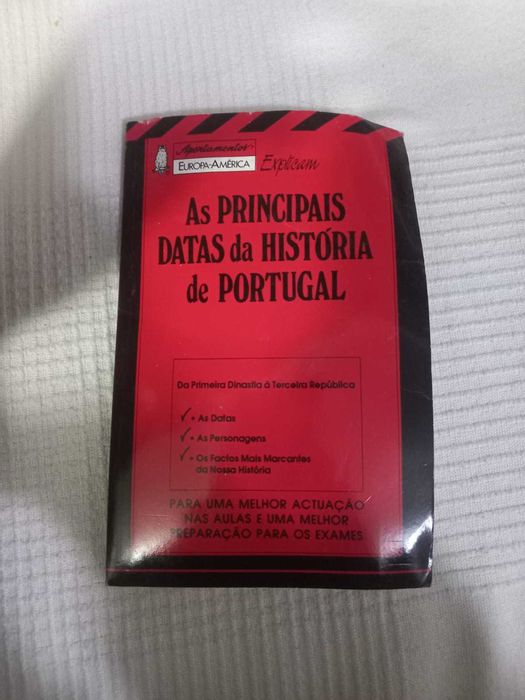 Apontamentos
EUROPA-AMÉRICA
Explicam
As PRINCIPAIS
DATAS da HISTÓRIA
de PORTUGAL
Da Primeira Dinastia à Terceira República
✓ • As Datas
✓ • As Personagens
✓ • Os Factos Mais Marcantes
da Nossa História
PARA UMA MELHOR ACTUAÇÃO
NAS AULAS E UMA MELHOR
PREPARAÇÃO PARA OS EXAMES